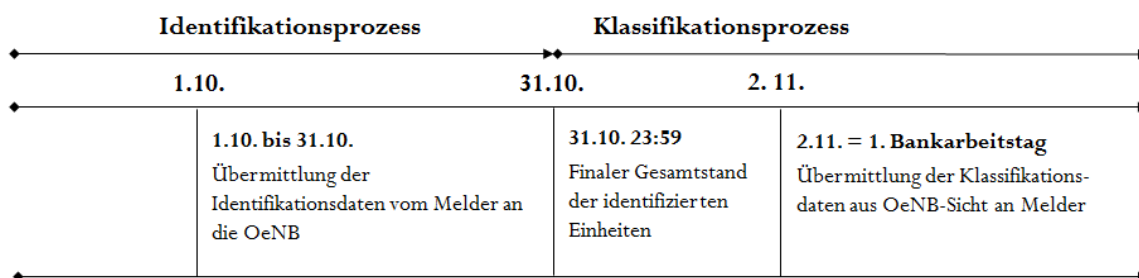 Identifikationsprozess
Klassifikationsprozess
1.10.
31.10.
2. 11.
1.10. bis 31.10.
Übermittlung der
Identifikationsdaten vom Melder an
die OeNB
31.10. 23:59
Finaler Gesamtstand
der identifizierten
Einheiten
2.11. = 1. Bankarbeitstag
Übermittlung der Klassifikations-
daten aus OeNB-Sicht an Melder